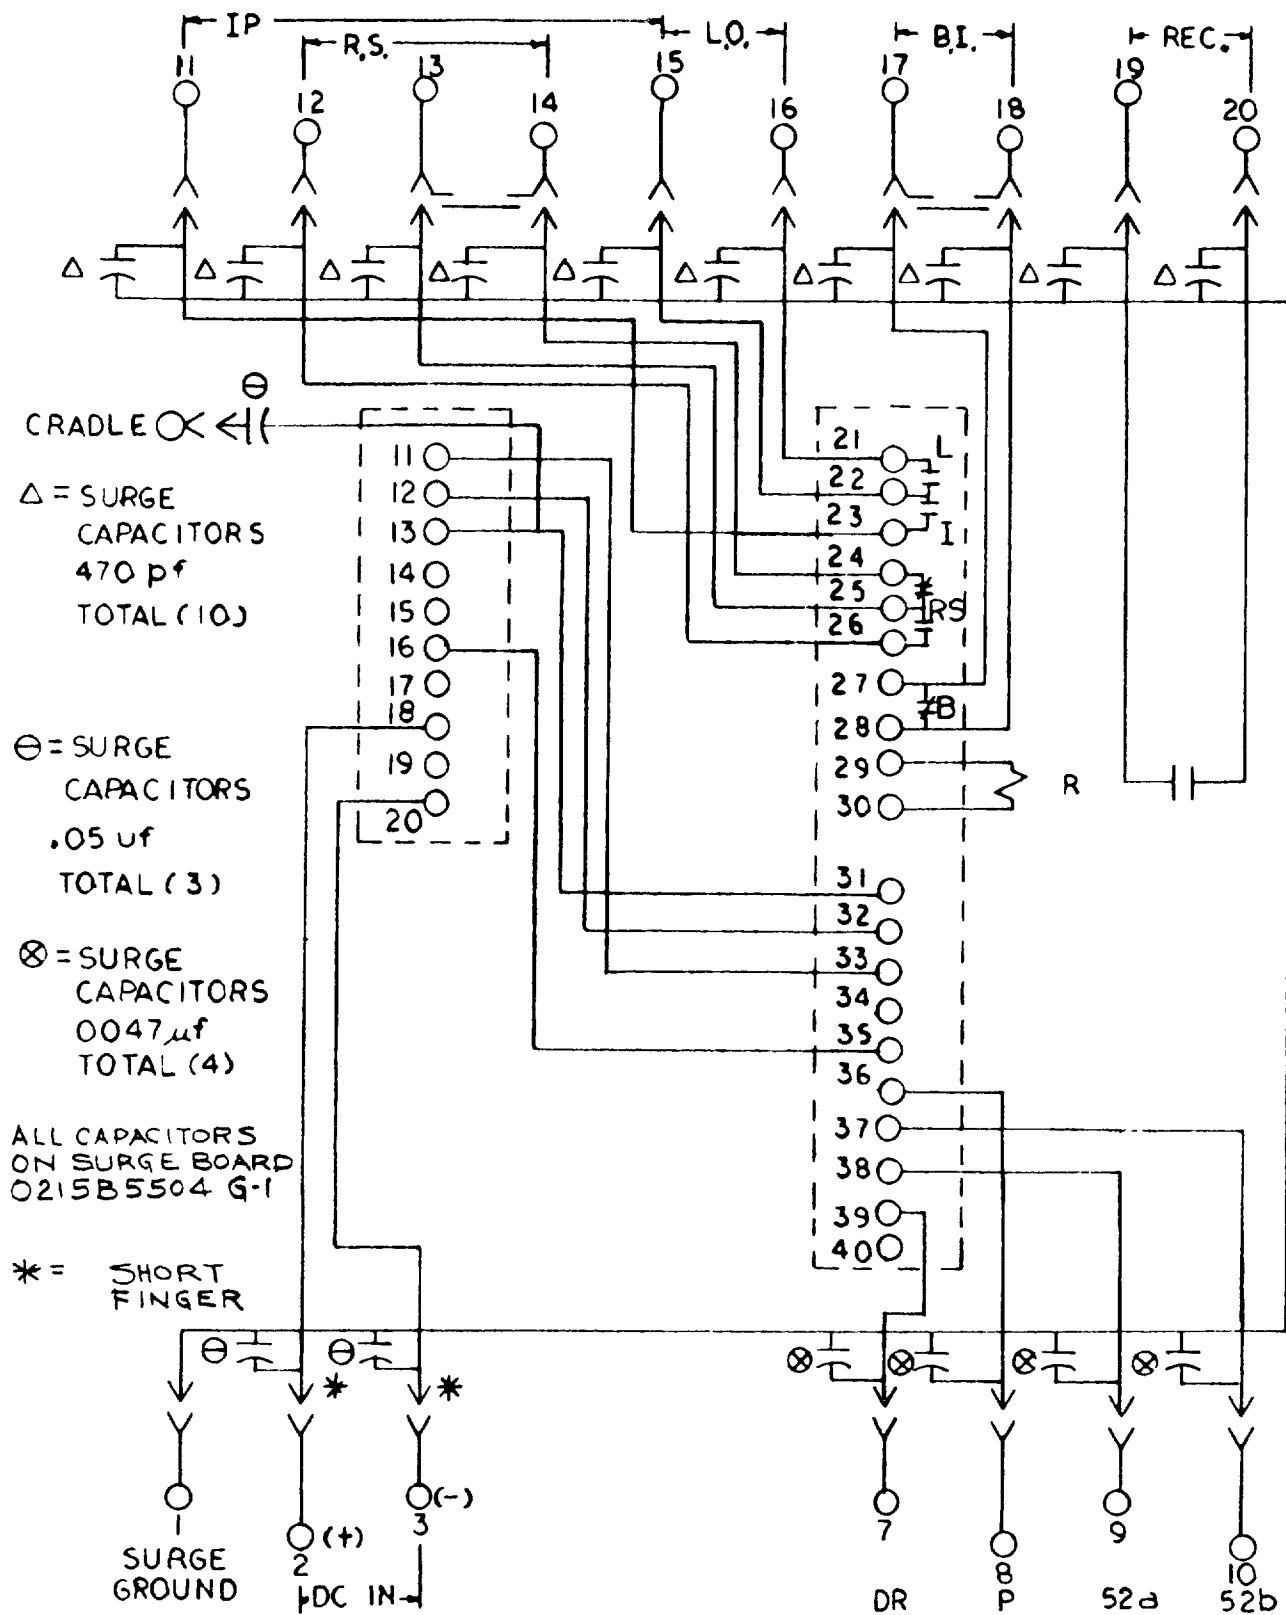 IP
R.S.
L.O.
B.I.
REC.
11
12
13
14
15
16
17
18
19
20
Δ Δ Δ Δ Δ Δ Δ Δ Δ Δ
⊖
CRADLE
Δ = SURGE
CAPACITORS
470 pf
TOTAL (10)
⊖ = SURGE
CAPACITORS
.05 uf
TOTAL (3)
⊗ = SURGE
CAPACITORS
0047 µf
TOTAL (4)
ALL CAPACITORS
ON SURGE BOARD
0215B5504 G-1
* = SHORT
FINGER
11
12
13
14
15
16
17
18
19
20
21
22
23
24
25
26
27
28
29
30
31
32
33
34
35
36
37
38
39
40
L
I
RS
B
R
⊖ ⊖ ⊗ ⊗ ⊗ ⊗
* *
1
SURGE
GROUND
(+)
2
(-)
3
DC IN
7
DR
8
P
9
52a
10
52b